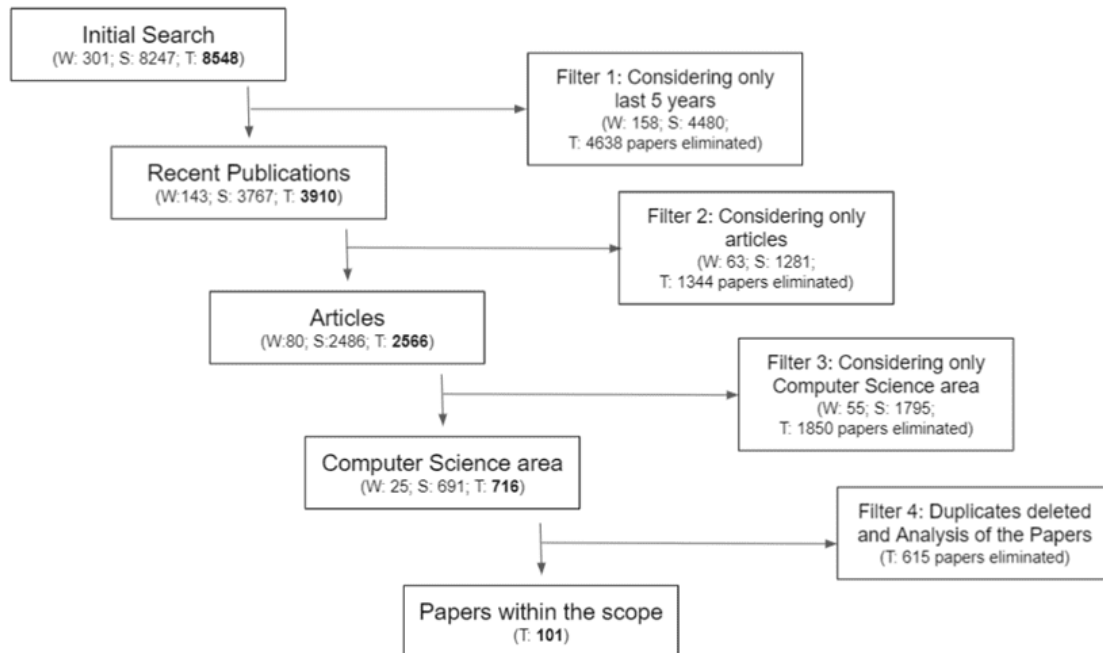 Initial Search
(W: 301; S: 8247; T: 8548)
Filter 1: Considering only
last 5 years
(W: 158; S: 4480;
T: 4638 papers eliminated)
Recent Publications
(W:143; S: 3767; T: 3910)
Filter 2: Considering only
articles
(W: 63; S: 1281;
T: 1344 papers eliminated)
Articles
(W:80; S:2486; T: 2566)
Filter 3: Considering only
Computer Science area
(W: 55; S: 1795;
T: 1850 papers eliminated)
Computer Science area
(W: 25; S: 691; T: 716)
Filter 4: Duplicates deleted
and Analysis of the Papers
(T: 615 papers eliminated)
Papers within the scope
(T: 101)